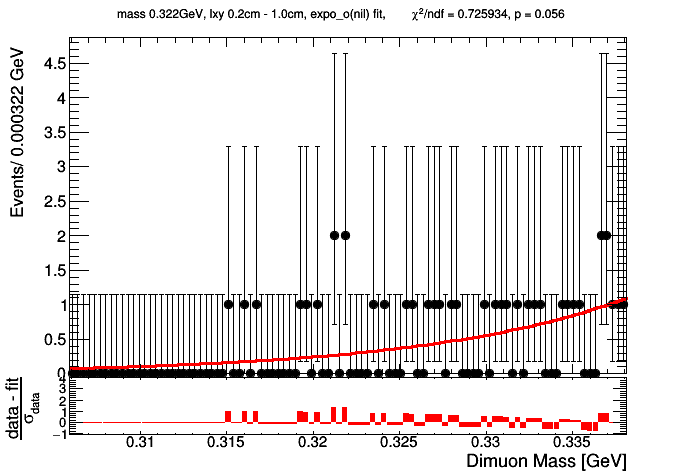 mass 0.322GeV, lxy 0.2cm - 1.0cm, expo_o(nil) fit, χ²/ndf = 0.725934, p = 0.056
Events/ 0.000322 GeV
4.5
4
3.5
3
2.5
2
1.5
1
0.5
0
data - fit
σdata
4
3
2
1
0
−1
0.31 0.315 0.32 0.325 0.33 0.335
Dimuon Mass [GeV]